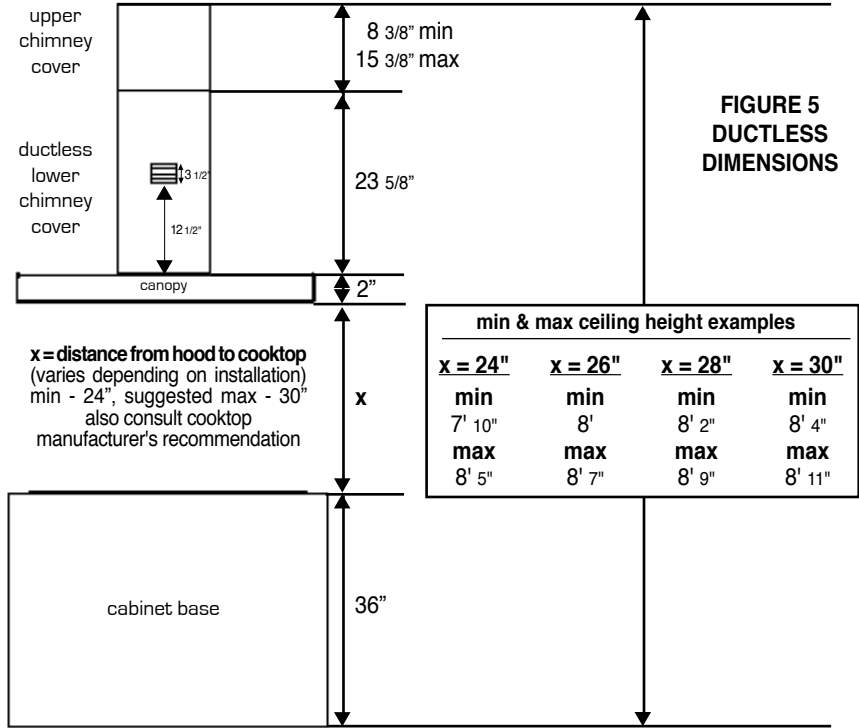 upper
chimney
cover
8 3/8” min
15 3/8” max
FIGURE 5
DUCTLESS
DIMENSIONS
ductless
lower
chimney
cover
3 1/2"
12 1/2"
23 5/8”
canopy
2”
x = distance from hood to cooktop
(varies depending on installation)
min - 24”, suggested max - 30”
also consult cooktop
manufacturer's recommendation
x
min & max ceiling height examples
x = 24" x = 26" x = 28" x = 30"
min min min min
7' 10" 8' 8' 2" 8' 4"
max max max max
8' 5" 8' 7" 8' 9" 8' 11"
cabinet base
36”